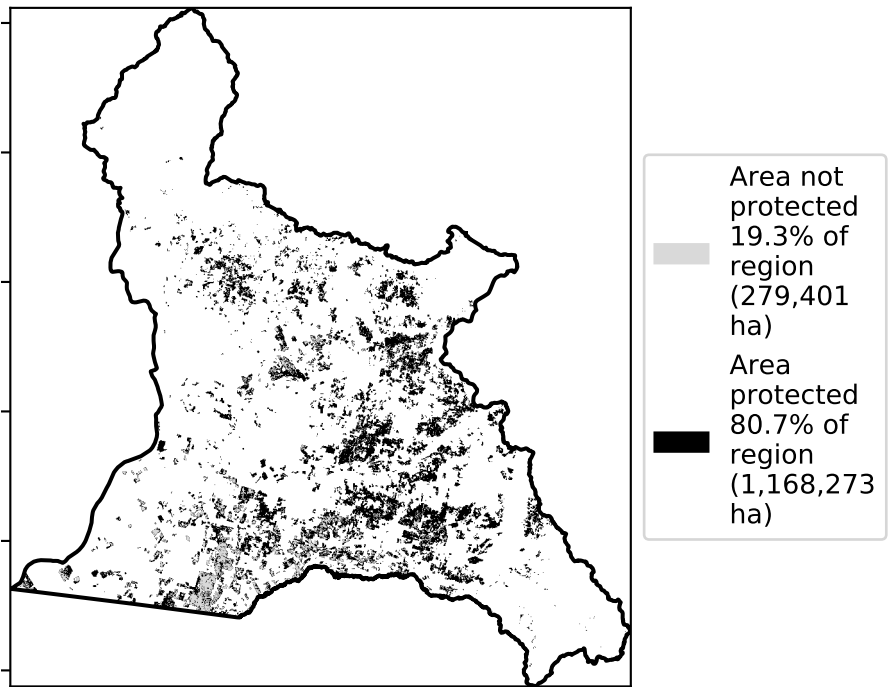 Area not
protected
19.3% of
region
(279,401
ha)
Area
protected
80.7% of
region
(1,168,273
ha)